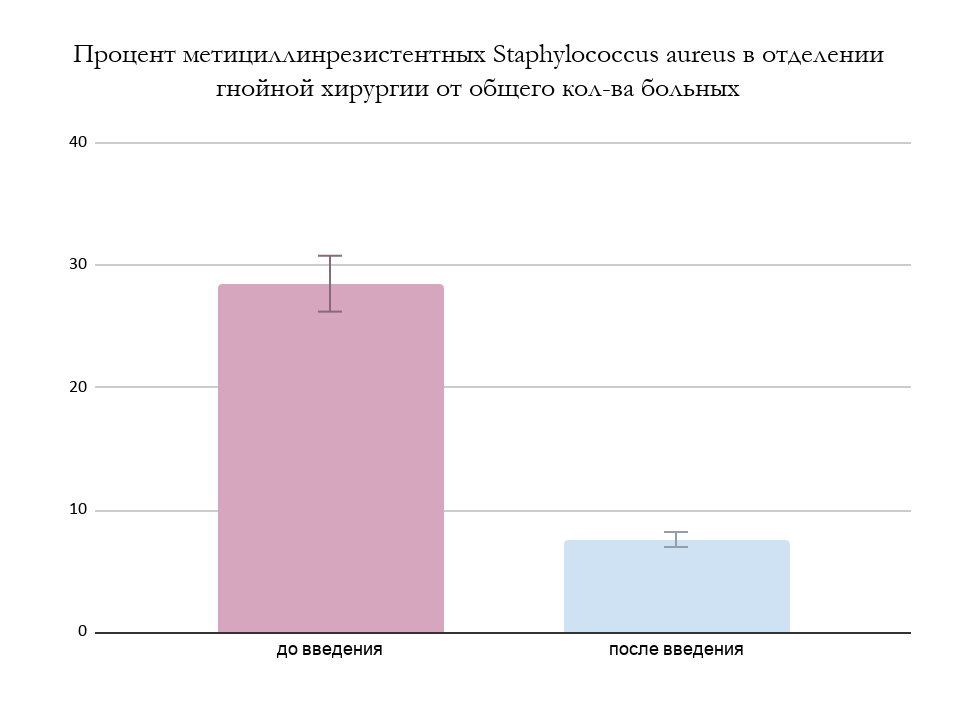 Процент метициллинрезистентных Staphylococcus aureus в отделении
гнойной хирургии от общего кол-ва больных
40
30
20
10
0
до введения
после введения